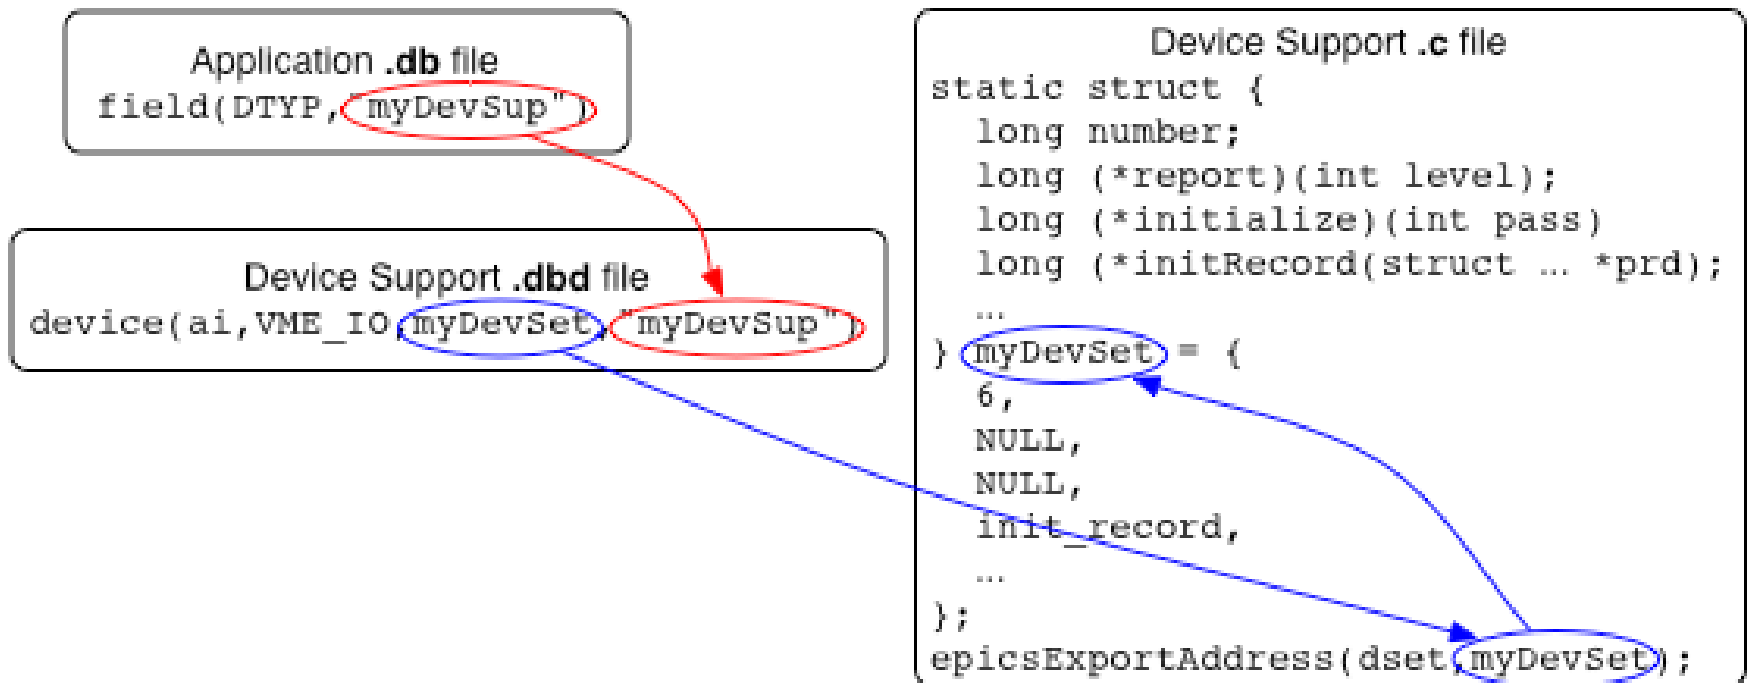 Application .db file
field(DTYP,"myDevSup")
Device Support .dbd file
device(ai,VME_IO,myDevSet,"myDevSup")
Device Support .c file
static struct {
long number;
long (*report)(int level);
long (*initialize)(int pass)
long (*initRecord(struct … *prd);
…
} myDevSet = {
6,
NULL,
NULL,
init_record,
…
};
epicsExportAddress(dset,myDevSet);